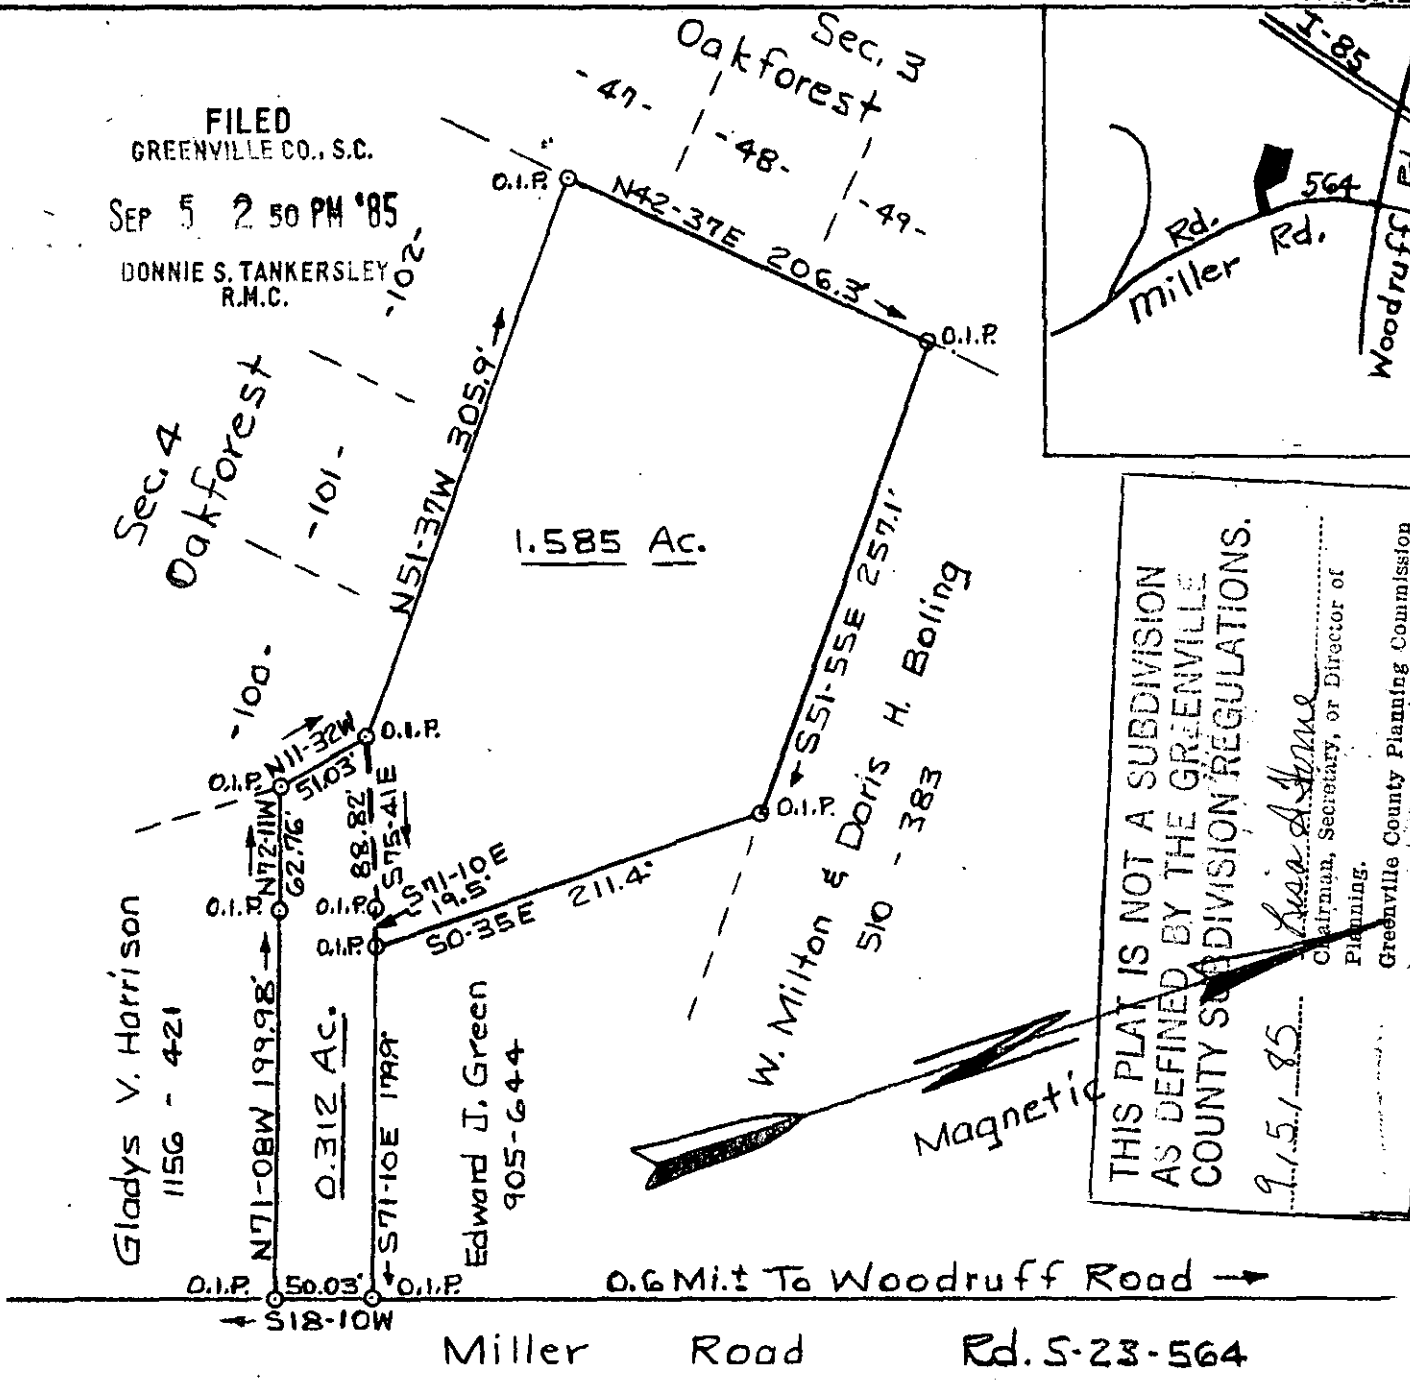 FILED
GREENVILLE CO., S.C.
SEP 5 2 50 PM '85
DONNIE S. TANKERSLEY
R.M.C.
Sec. 3
Oakforest
-47-
-48-
-49-
-102-
O.I.P.
N42-37E 206.3'
O.I.P.
I-85
564
Rd.
Rd.
Miller
Woodruff
Sec. 4
Oakforest
-101-
-100-
N51-37W 305.9'
1.585 Ac.
S51-55E 257.1'
W. Milton & Doris H. Boling
510 - 383
O.I.P.
N11-32W
51.03'
O.I.P.
N72-11W
62.76'
88.82'
S75-41E
O.I.P.
S71-10E
19.5'
O.I.P.
O.I.P.
O.I.P.
S0-35E 211.4'
Gladys V. Harrison
1156 - 421
N71-08W 199.98'
0.312 Ac.
S71-10E 179.9'
Edward J. Green
905-644
Magnetic
THIS PLAT IS NOT A SUBDIVISION
AS DEFINED BY THE GREENVILLE
COUNTY SUBDIVISION REGULATIONS.
9/5/85
Chairman, Secretary, or Director of
Planning.
Greenville County Planning Commission
O.I.P. 50.03' O.I.P.
S18-10W
0.6 Mi.± To Woodruff Road
Miller Road Rd. S-23-564